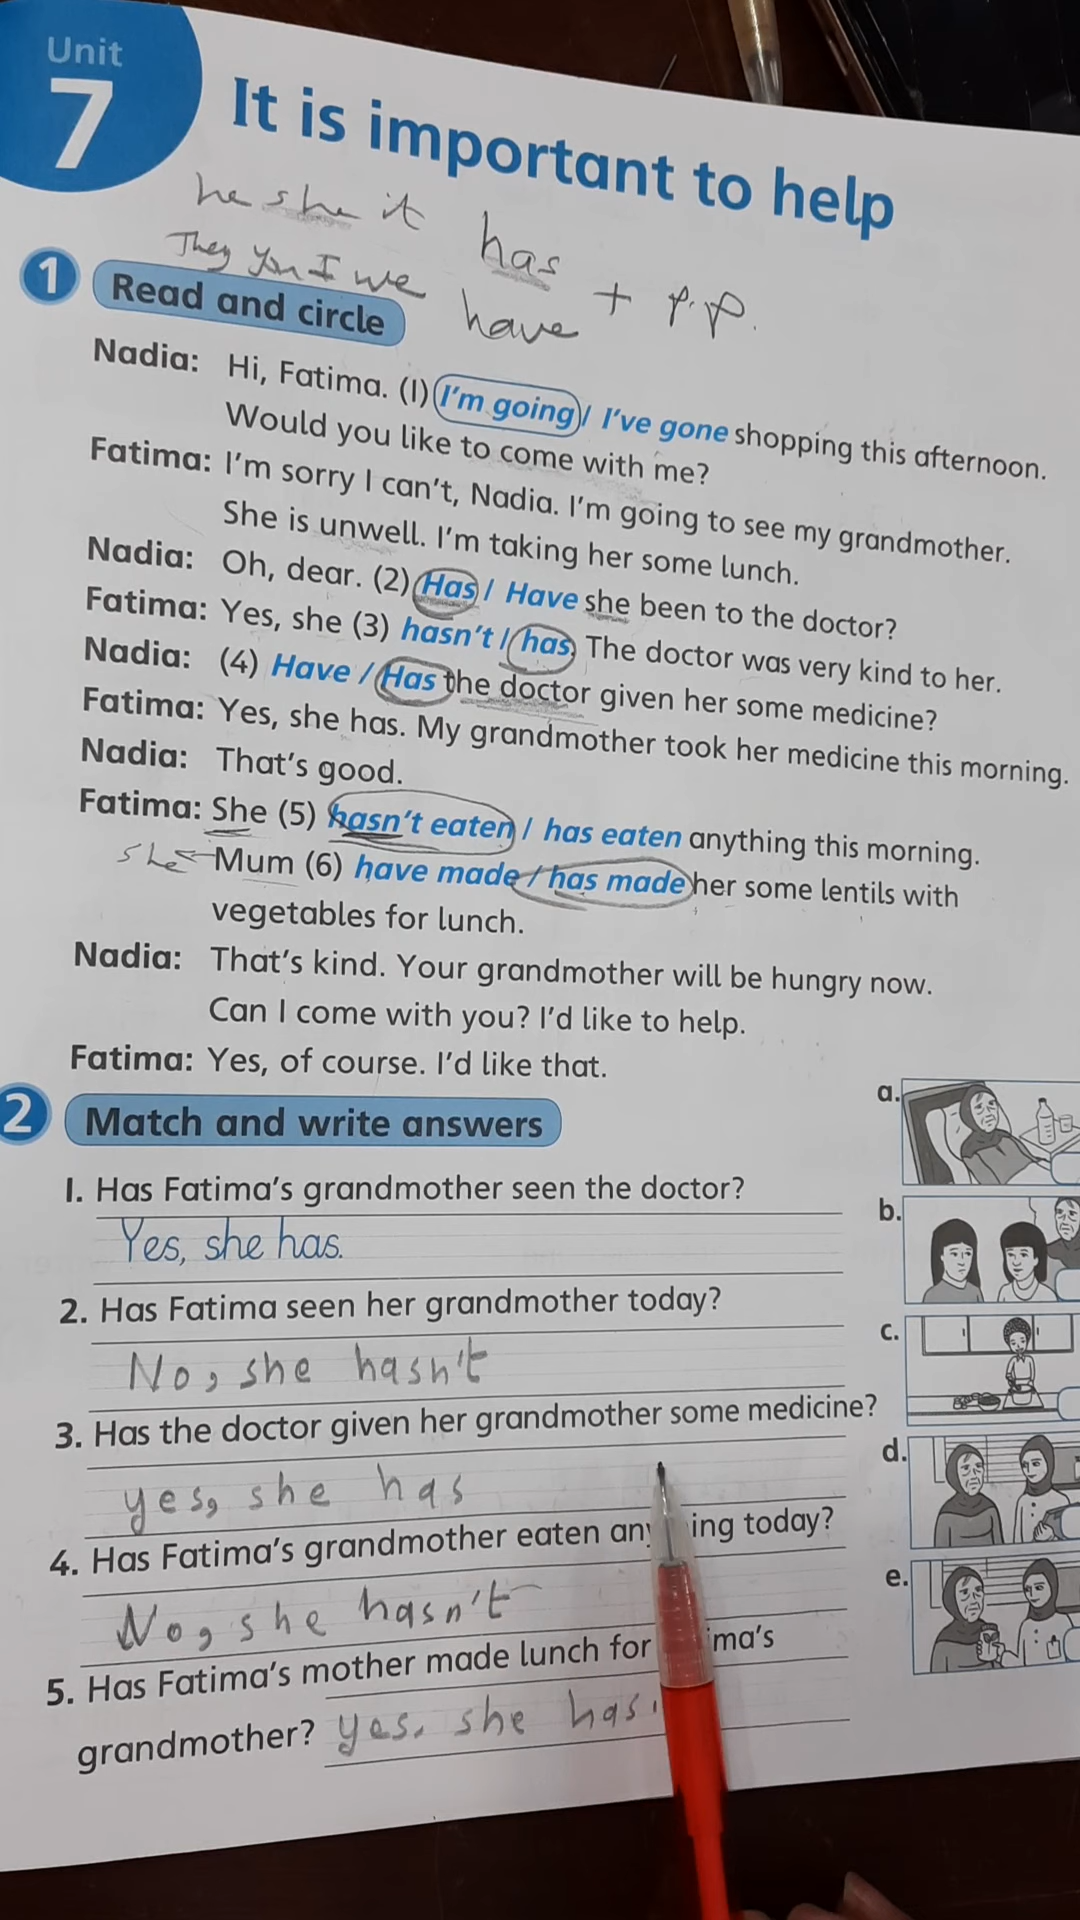 Unit
7
It is important to help
he she it has
They You I we have + p.p.
1 Read and circle
Nadia: Hi, Fatima. (1) I'm going / I've gone shopping this afternoon.
Would you like to come with me?
Fatima: I'm sorry I can't, Nadia. I'm going to see my grandmother.
She is unwell. I'm taking her some lunch.
Nadia: Oh, dear. (2) Has / Have she been to the doctor?
Fatima: Yes, she (3) hasn't / has. The doctor was very kind to her.
Nadia: (4) Have / Has the doctor given her some medicine?
Fatima: Yes, she has. My grandmother took her medicine this morning.
Nadia: That's good.
Fatima: She (5) hasn't eaten / has eaten anything this morning.
she Mum (6) have made / has made her some lentils with
vegetables for lunch.
Nadia: That's kind. Your grandmother will be hungry now.
Can I come with you? I'd like to help.
Fatima: Yes, of course. I'd like that.
2 Match and write answers
1. Has Fatima's grandmother seen the doctor?
Yes, she has.
2. Has Fatima seen her grandmother today?
No, she hasn't
3. Has the doctor given her grandmother some medicine?
yes, she has
4. Has Fatima's grandmother eaten any ing today?
No, she hasn't
5. Has Fatima's mother made lunch for ma's
grandmother? yes. she has.
a.
b.
c.
d.
e.